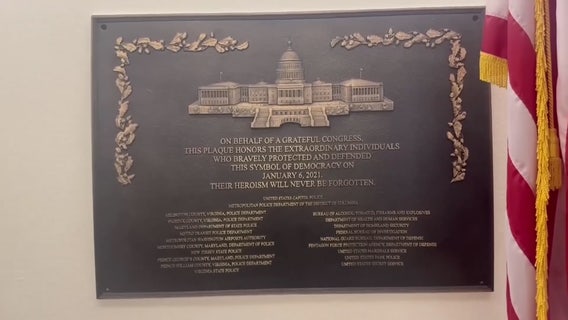 ON BEHALF OF A GRATEFUL CONGRESS,
THIS PLAQUE HONORS THE EXTRAORDINARY INDIVIDUALS
WHO BRAVELY PROTECTED AND DEFENDED
THIS SYMBOL OF DEMOCRACY ON
JANUARY 6, 2021.
THEIR HEROISM WILL NEVER BE FORGOTTEN.
UNITED STATES CAPITOL POLICE
METROPOLITAN POLICE DEPARTMENT OF THE DISTRICT OF COLUMBIA
ARLINGTON COUNTY, VIRGINIA, POLICE DEPARTMENT
FAIRFAX COUNTY, VIRGINIA, POLICE DEPARTMENT
MARYLAND DEPARTMENT OF STATE POLICE
METRO TRANSIT POLICE DEPARTMENT
METROPOLITAN WASHINGTON AIRPORTS AUTHORITY
MONTGOMERY COUNTY, MARYLAND, DEPARTMENT OF POLICE
NEW JERSEY STATE POLICE
PRINCE GEORGE'S COUNTY, MARYLAND, POLICE DEPARTMENT
PRINCE WILLIAM COUNTY, VIRGINIA, POLICE DEPARTMENT
VIRGINIA STATE POLICE
BUREAU OF ALCOHOL, TOBACCO, FIREARMS AND EXPLOSIVES
DEPARTMENT OF HEALTH AND HUMAN SERVICES
DEPARTMENT OF HOMELAND SECURITY
FEDERAL BUREAU OF INVESTIGATION
NATIONAL GUARD BUREAU, DEPARTMENT OF DEFENSE
PENTAGON FORCE PROTECTION AGENCY, DEPARTMENT OF DEFENSE
UNITED STATES MARSHALS SERVICE
UNITED STATES PARK POLICE
UNITED STATES SECRET SERVICE